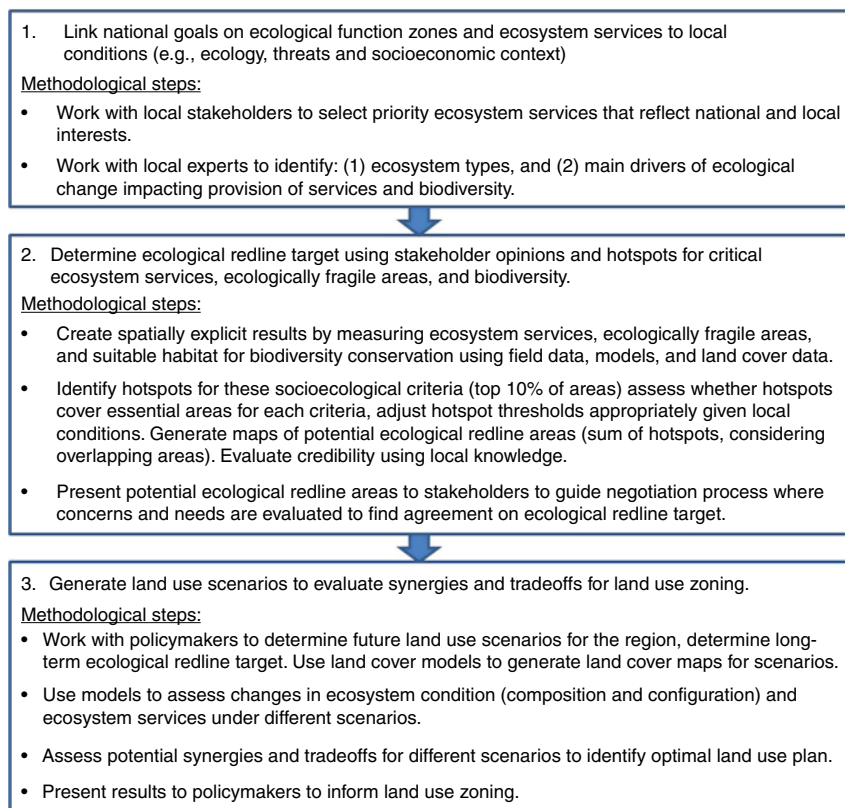 1. Link national goals on ecological function zones and ecosystem services to local
conditions (e.g., ecology, threats and socioeconomic context)
Methodological steps:
• Work with local stakeholders to select priority ecosystem services that reflect national and local
interests.
• Work with local experts to identify: (1) ecosystem types, and (2) main drivers of ecological
change impacting provision of services and biodiversity.
2. Determine ecological redline target using stakeholder opinions and hotspots for critical
ecosystem services, ecologically fragile areas, and biodiversity.
Methodological steps:
• Create spatially explicit results by measuring ecosystem services, ecologically fragile areas,
and suitable habitat for biodiversity conservation using field data, models, and land cover data.
• Identify hotspots for these socioecological criteria (top 10% of areas) assess whether hotspots
cover essential areas for each criteria, adjust hotspot thresholds appropriately given local
conditions. Generate maps of potential ecological redline areas (sum of hotspots, considering
overlapping areas). Evaluate credibility using local knowledge.
• Present potential ecological redline areas to stakeholders to guide negotiation process where
concerns and needs are evaluated to find agreement on ecological redline target.
3. Generate land use scenarios to evaluate synergies and tradeoffs for land use zoning.
Methodological steps:
• Work with policymakers to determine future land use scenarios for the region, determine long-
term ecological redline target. Use land cover models to generate land cover maps for scenarios.
• Use models to assess changes in ecosystem condition (composition and configuration) and
ecosystem services under different scenarios.
• Assess potential synergies and tradeoffs for different scenarios to identify optimal land use plan.
• Present results to policymakers to inform land use zoning.